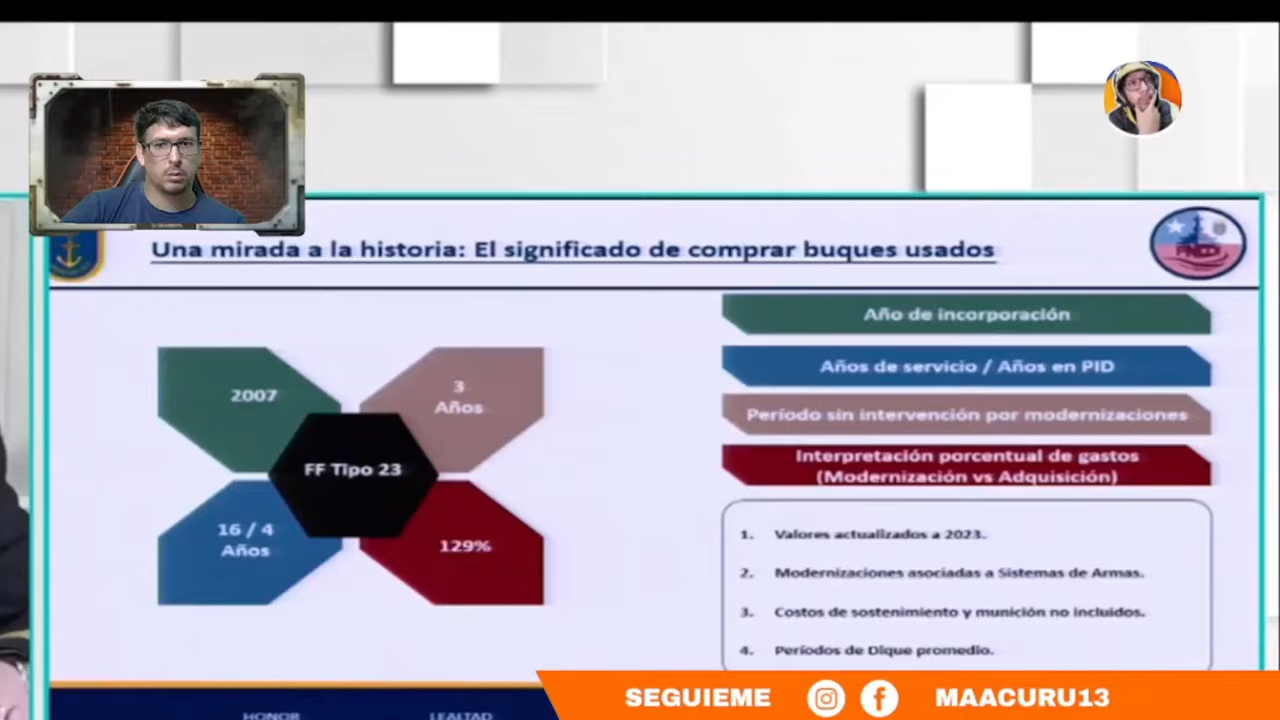 Una mirada a la historia: El significado de comprar buques usados
2007
3
Años
FF Tipo 23
16 / 4
Años
129%
Año de incorporación
Años de servicio / Años en PID
Período sin intervención por modernizaciones
Interpretación porcentual de gastos
(Modernización vs Adquisición)
1. Valores actualizados a 2023.
2. Modernizaciones asociadas a Sistemas de Armas.
3. Costos de sostenimiento y munición no incluidos.
4. Períodos de Dique promedio.
HONOR
LEALTAD
SEGUIEME
MAACURU13